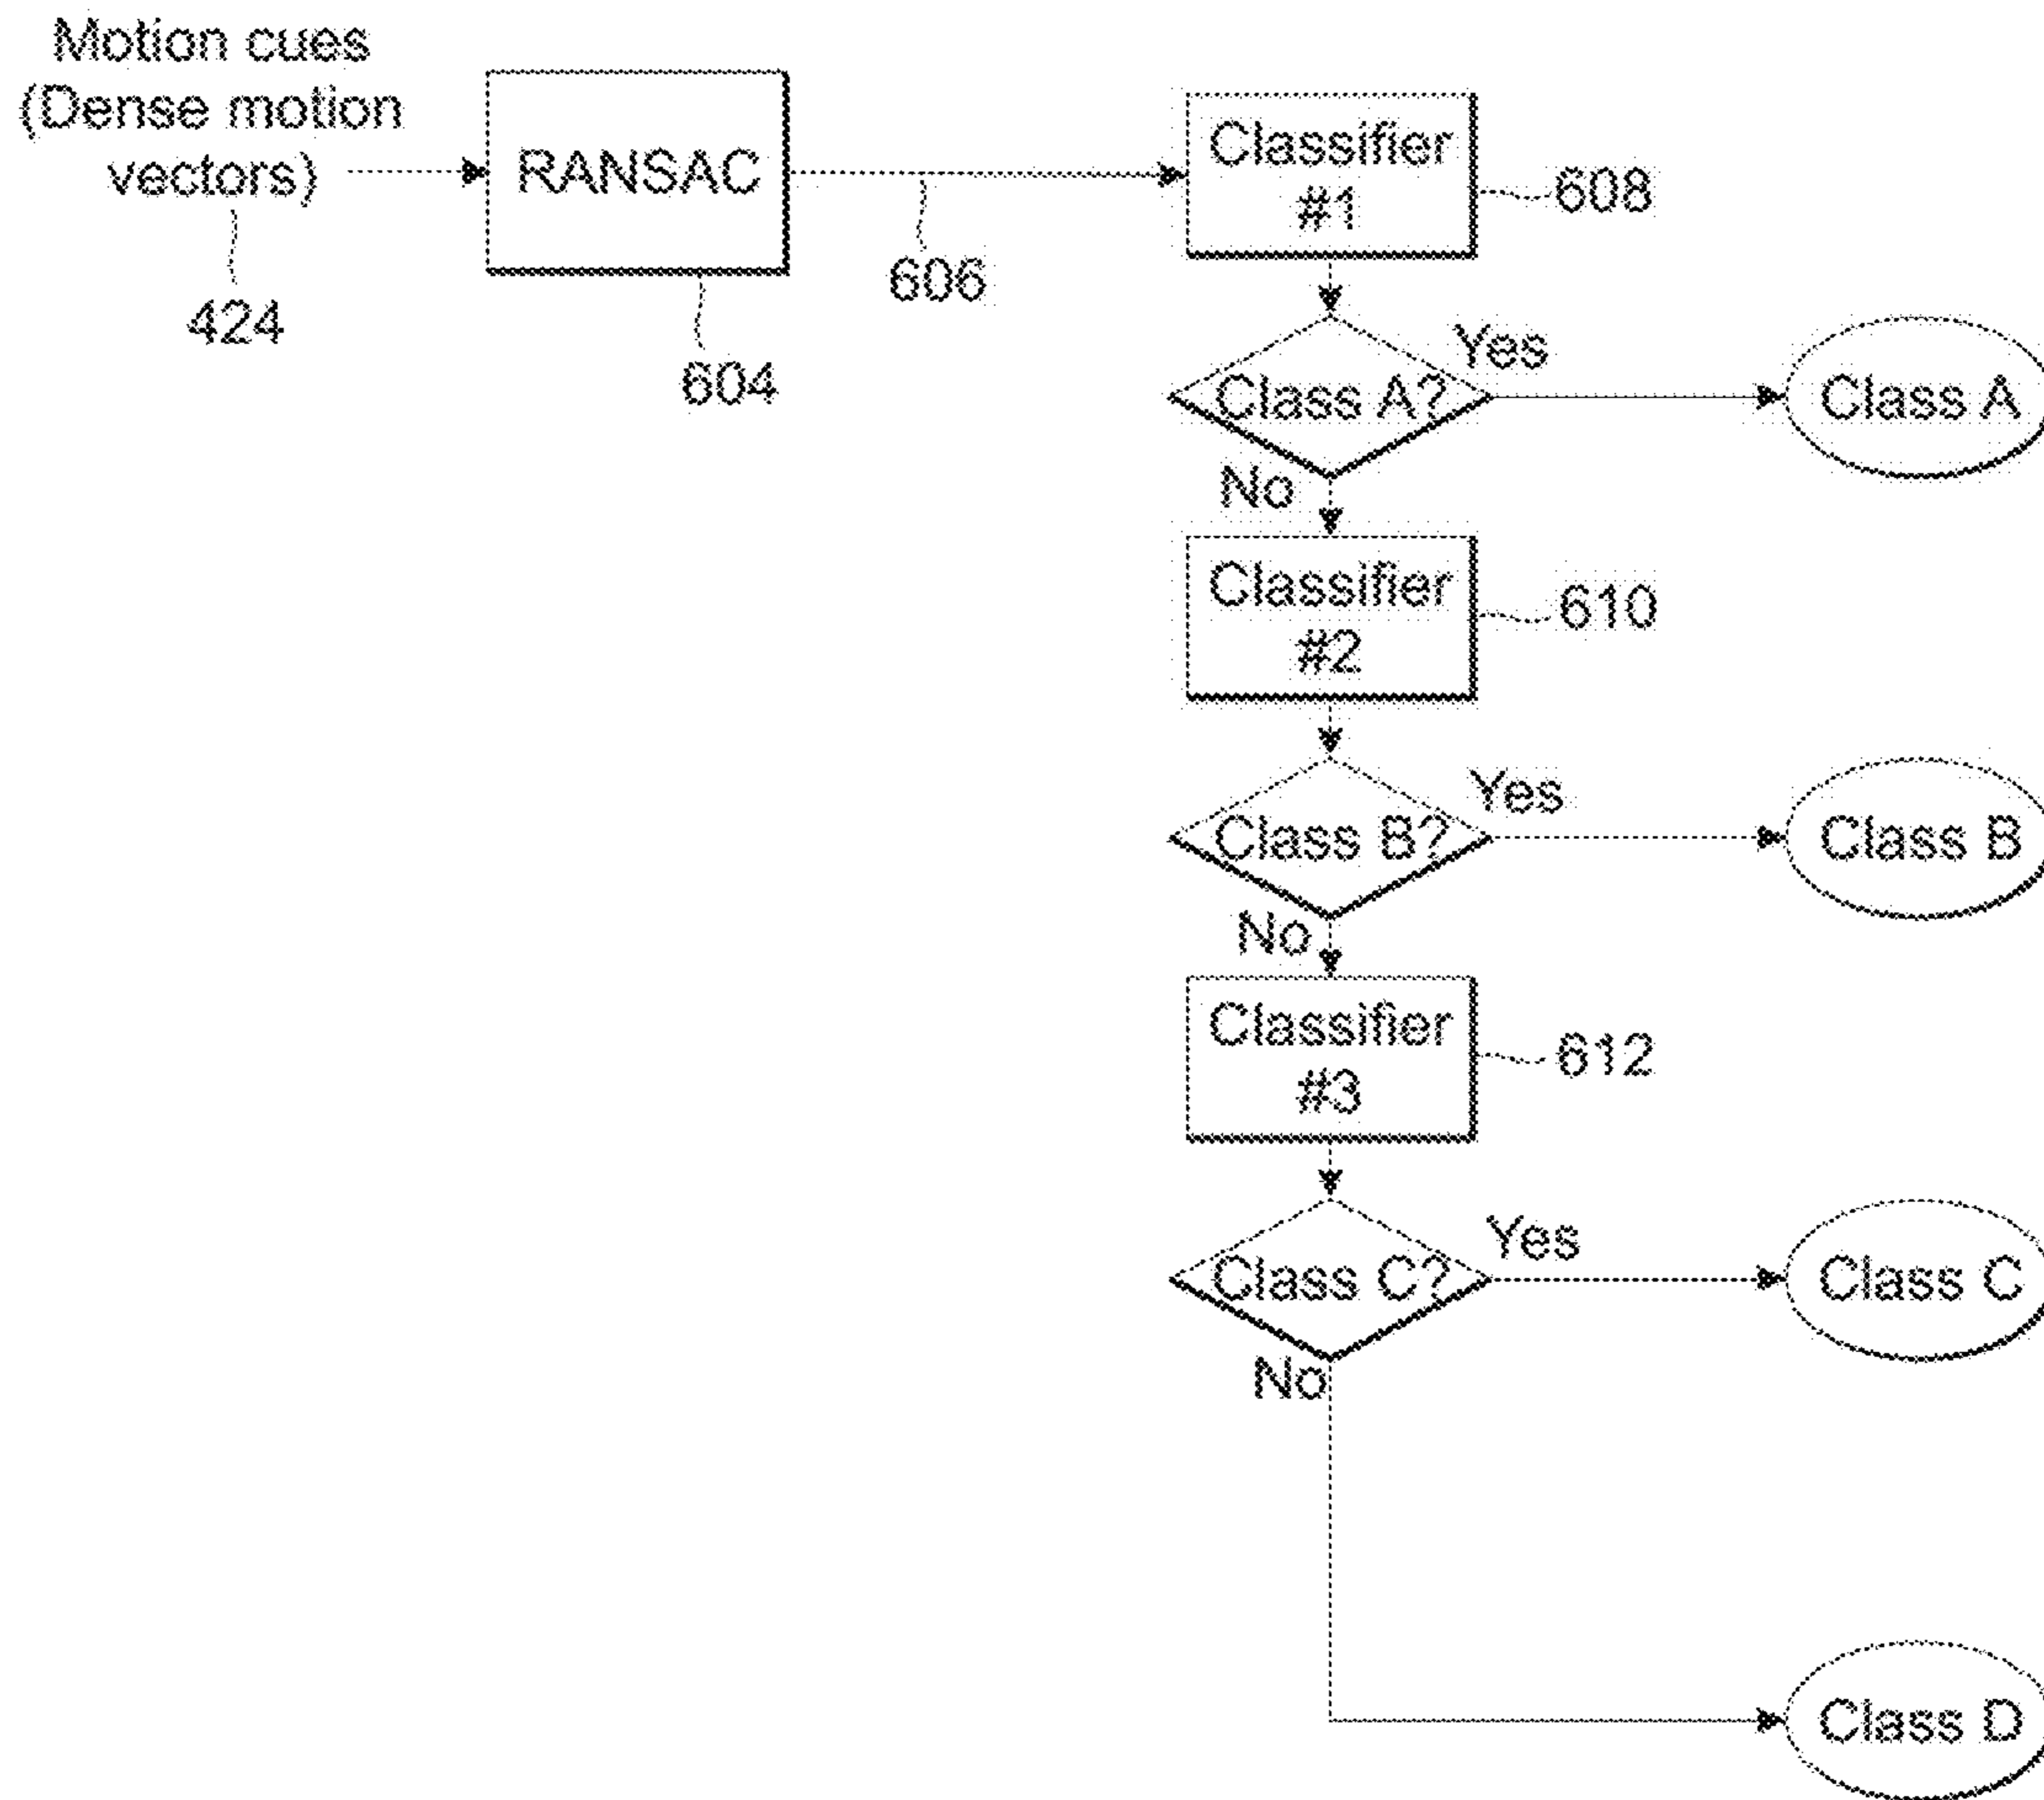 Motion cues
(Dense motion
vectors)
424
RANSAC
604
606
Classifier
#1
608
Class A?
Yes
Class A
No
Classifier
#2
610
Class B?
Yes
Class B
No
Classifier
#3
612
Class C?
Yes
Class C
No
Class D